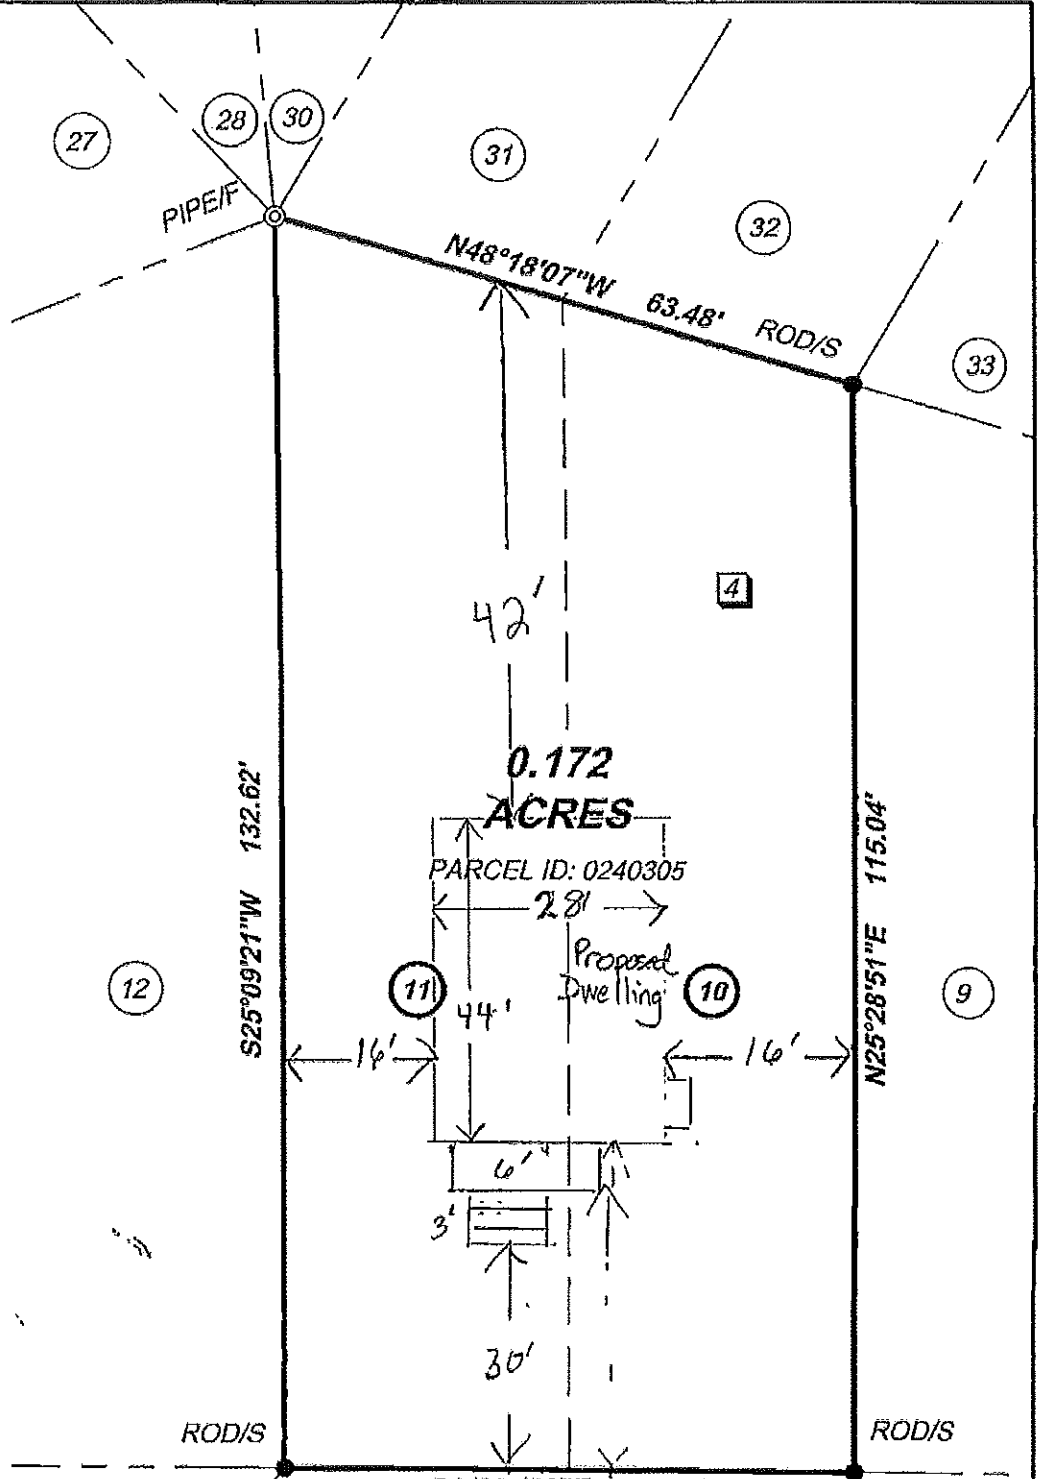 27
28
30
31
32
33
PIPE/F
N48°18'07"W 63.48'
ROD/S
4
42'
0.172
ACRES
PARCEL ID: 0240305
28'
S25°09'21"W 132.62'
N25°28'51"E 115.04'
Proposed
Dwelling
12
11
10
9
44'
16'
16'
6'
3'
30'
ROD/S
ROD/S